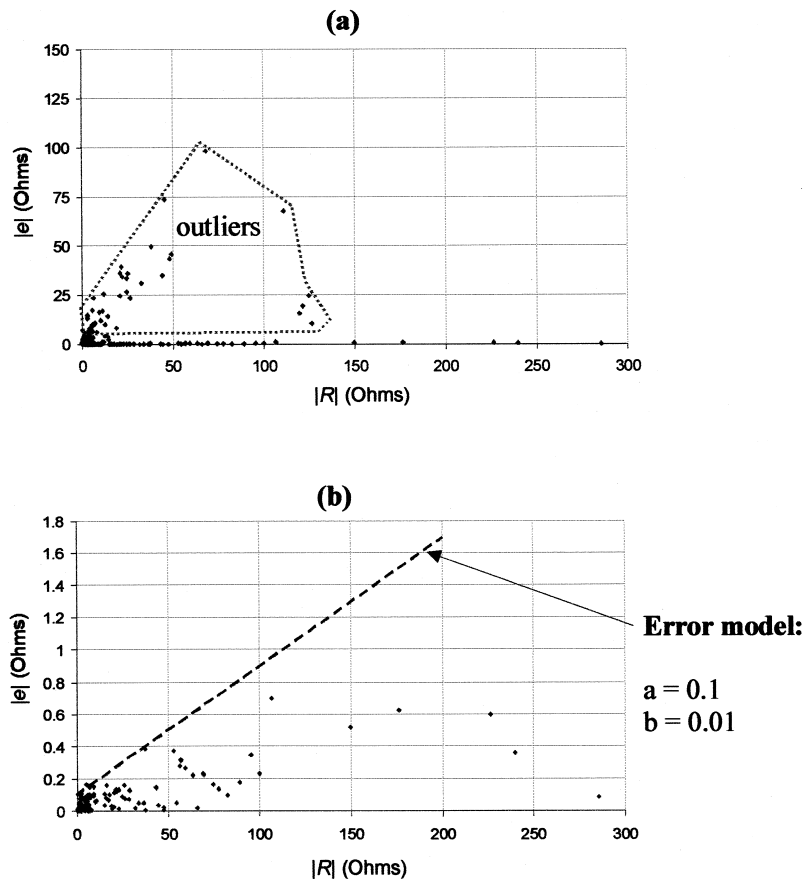 (a)
150
125
100
75
50
25
0
|e| (Ohms)
outliers
0 50 100 150 200 250 300
|R| (Ohms)
(b)
1.8
1.6
1.4
1.2
1
0.8
0.6
0.4
0.2
0
|e| (Ohms)
Error model:
a = 0.1
b = 0.01
0 50 100 150 200 250 300
|R| (Ohms)